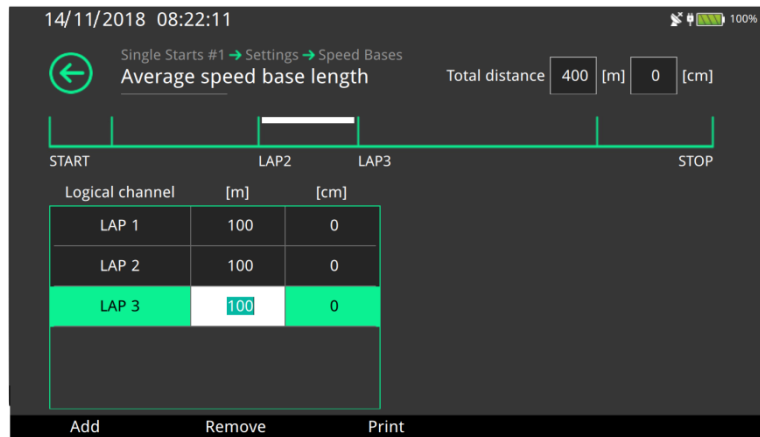 14/11/2018 08:22:11 100%
Single Starts #1 → Settings → Speed Bases
Average speed base length
Total distance 400 [m] 0 [cm]
START LAP2 LAP3 STOP
Logical channel [m] [cm]
LAP 1 100 0
LAP 2 100 0
LAP 3 100 0
Add Remove Print